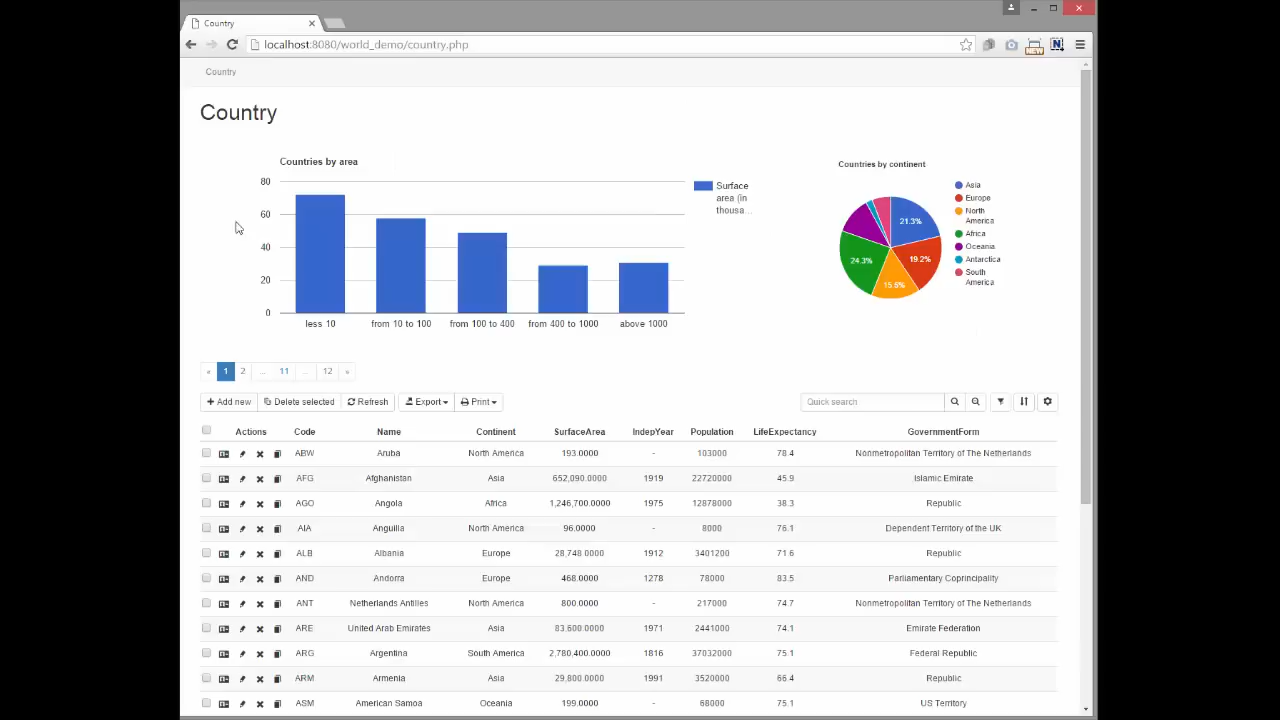 Country
localhost:8080/world_demo/country.php
Country
Country
Countries by area
80
60
40
20
0
less 10
from 10 to 100
from 100 to 400
from 400 to 1000
above 1000
Surface
area (in
thousa...
Countries by continent
21.3%
19.2%
15.6%
24.3%
Asia
Europe
North
America
Africa
Oceania
Antarctica
South
America
« 1 2 ... 11 ... 12 »
Add new Delete selected Refresh Export Print Quick search
Actions Code Name Continent SurfaceArea IndepYear Population LifeExpectancy GovernmentForm
ABW Aruba North America 193.0000 - 103000 78.4 Nonmetropolitan Territory of The Netherlands
AFG Afghanistan Asia 652,090.0000 1919 22720000 45.9 Islamic Emirate
AGO Angola Africa 1,246,700.0000 1975 12878000 38.3 Republic
AIA Anguilla North America 96.0000 - 8000 76.1 Dependent Territory of the UK
ALB Albania Europe 28,748.0000 1912 3401200 71.6 Republic
AND Andorra Europe 468.0000 1278 78000 83.5 Parliamentary Coprincipality
ANT Netherlands Antilles North America 800.0000 - 217000 74.7 Nonmetropolitan Territory of The Netherlands
ARE United Arab Emirates Asia 83,600.0000 1971 2441000 74.1 Emirate Federation
ARG Argentina South America 2,780,400.0000 1816 37032000 75.1 Federal Republic
ARM Armenia Asia 29,800.0000 1991 3520000 66.4 Republic
ASM American Samoa Oceania 199.0000 - 68000 75.1 US Territory